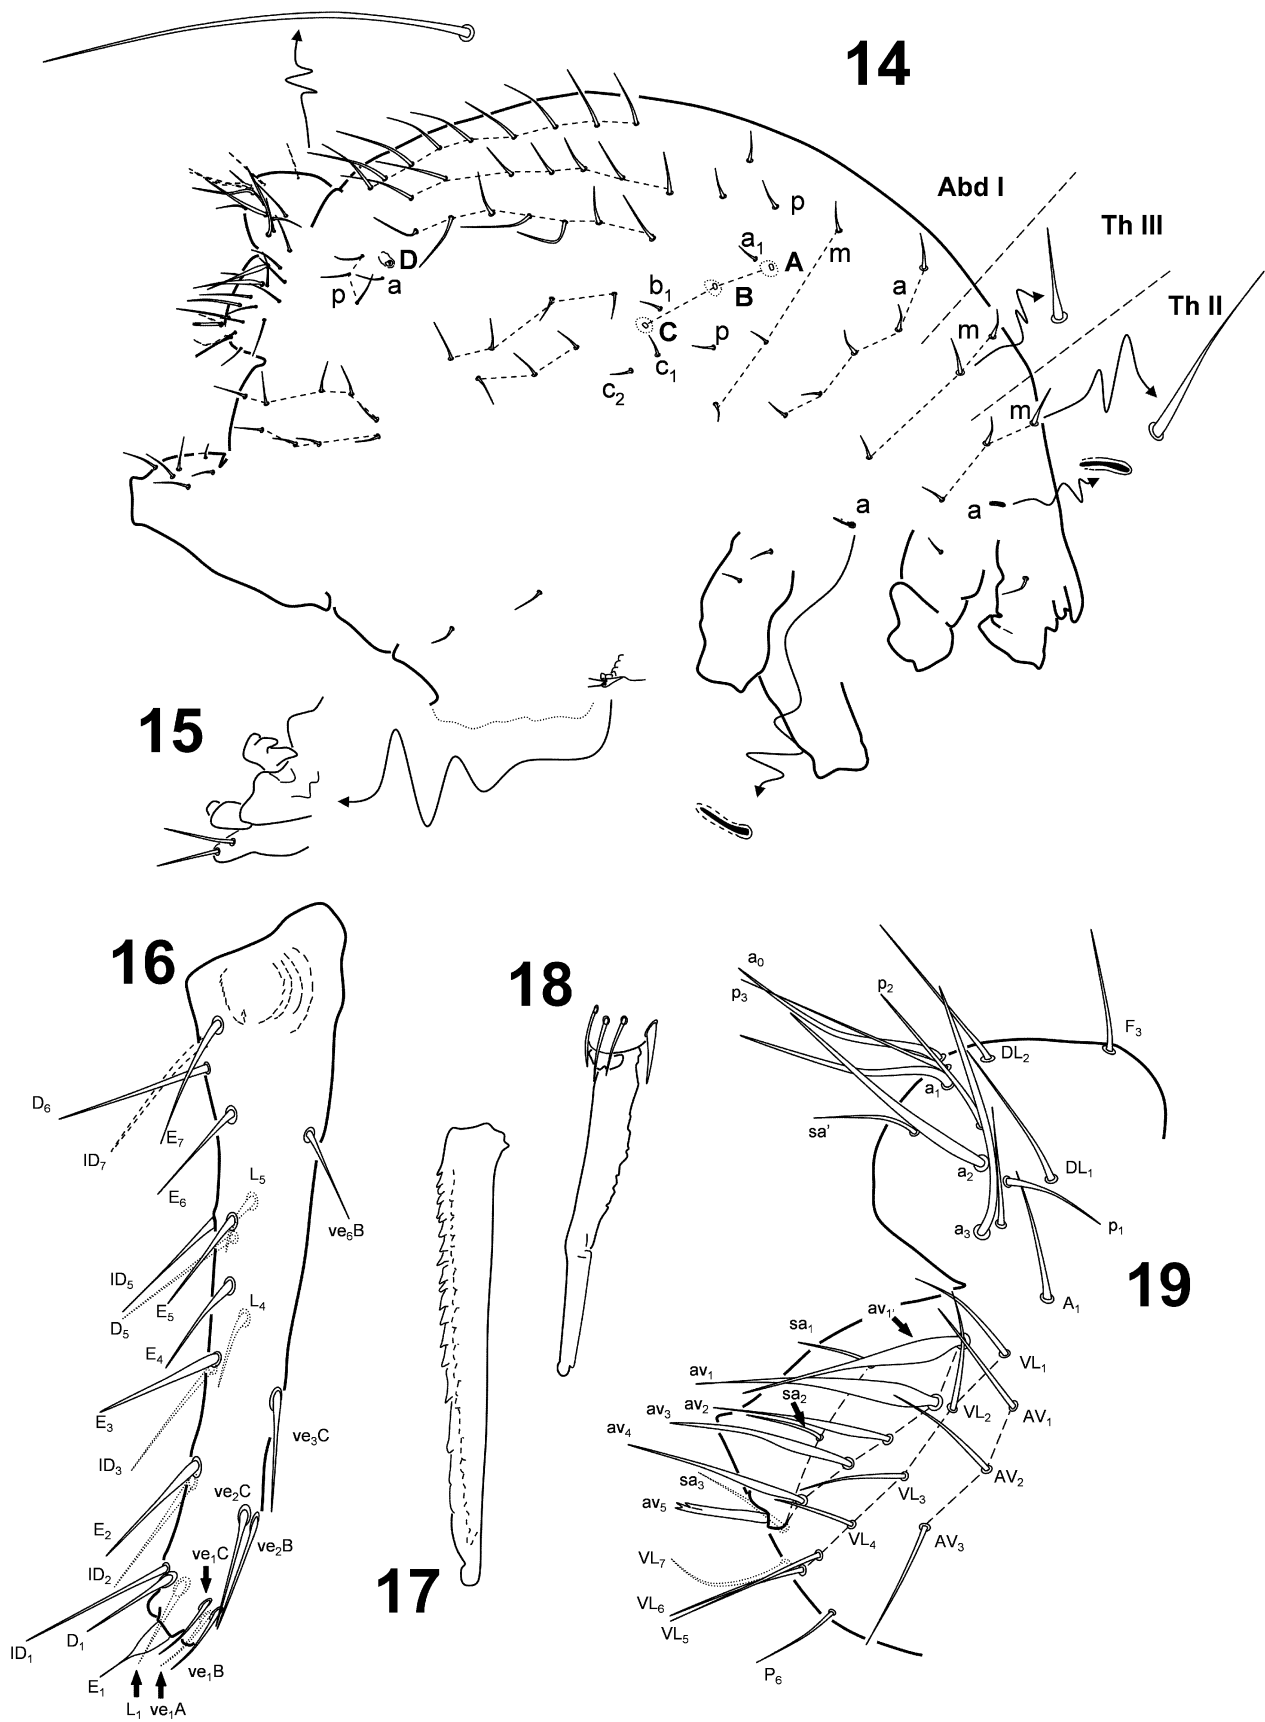 14
Abd I
Th III
Th II
p
m
a₁
A
a
D
a
p
b₁
B
C
p
c₁
c₂
m
m
a
a
15
16
D₆
ID₇
E₇
E₆
L₅
ve₆B
ID₅
D₅
E₅
L₄
E₄
E₃
ID₃
ve₃C
E₂
ve₂C
ve₂B
ve₁C
ID₂
ID₁
D₁
E₁
ve₁B
L₁
ve₁A
17
18
19
a₀
p₃
p₂
F₃
DL₂
a₁
sa'
a₂
DL₁
a₃
p₁
A₁
av₁'
sa₁
VL₁
av₁
sa₂
av₂
VL₂
AV₁
av₃
av₄
sa₃
VL₃
AV₂
av₅
VL₄
AV₃
VL₇
VL₆
VL₅
P₆